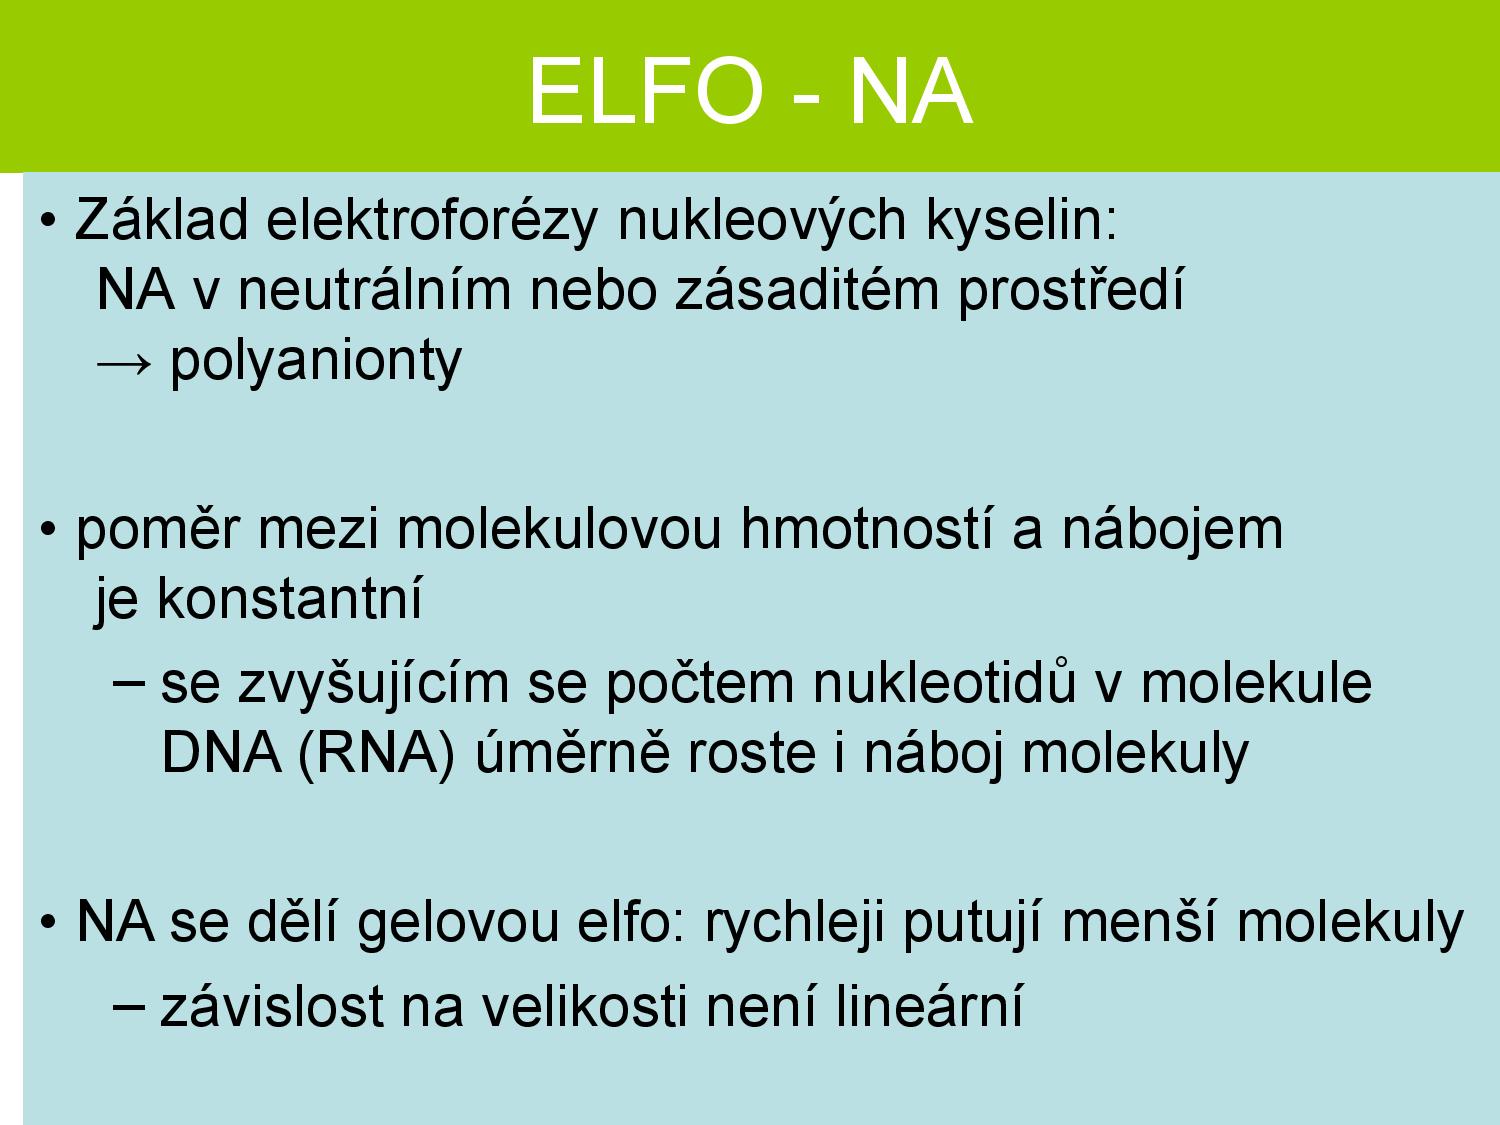 ELFO - NA
• Základ elektroforézy nukleových kyselin:
NA v neutrálním nebo zásaditém prostředí
→ polyanionty
• poměr mezi molekulovou hmotností a nábojem
je konstantní
– se zvyšujícím se počtem nukleotidů v molekule
DNA (RNA) úměrně roste i náboj molekuly
• NA se dělí gelovou elfo: rychleji putují menší molekuly
– závislost na velikosti není lineární